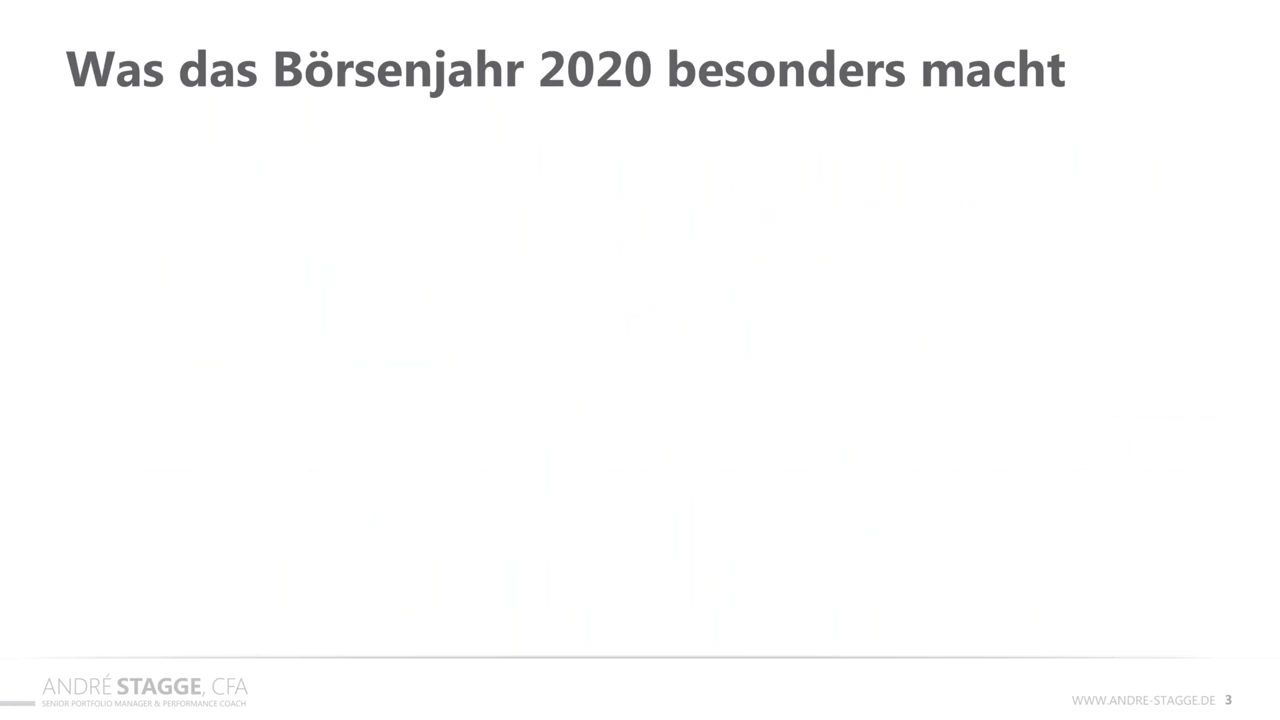 Was das Börsenjahr 2020 besonders macht
ANDRÉ STAGGE, CFA
SENIOR PORTFOLIO MANAGER & PERFORMANCE COACH
WWW.ANDRE-STAGGE.DE 3